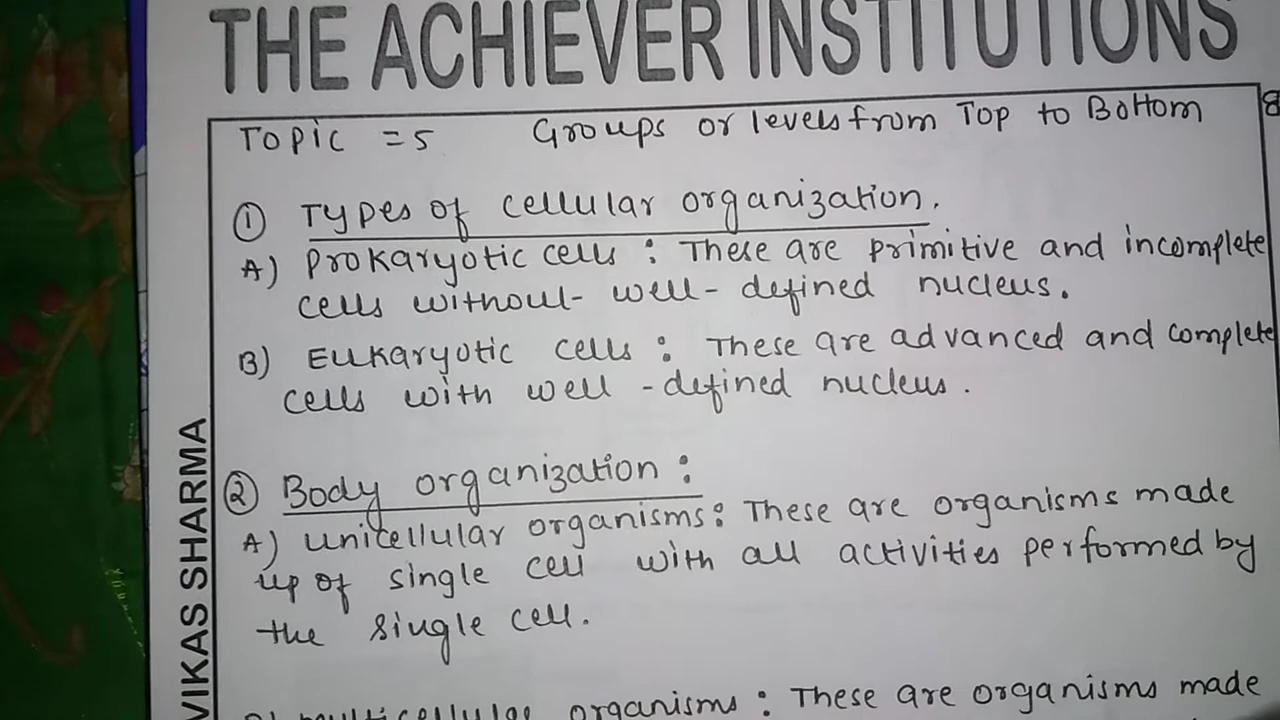 THE ACHIEVER INSTITUTIONS
Topic = 5 Groups or levels from Top to Bottom
① Types of cellular organization.
A) Prokaryotic cells : These are primitive and incomplete
cells without - well - defined nucleus.
B) Eukaryotic cells : These are advanced and complete
cells with well - defined nucleus.
② Body organization :
A) unicellular organisms : These are organisms made
up of single cell with all activities performed by
the single cell.
multicellular organisms : These are organisms made
VIKAS SHARMA